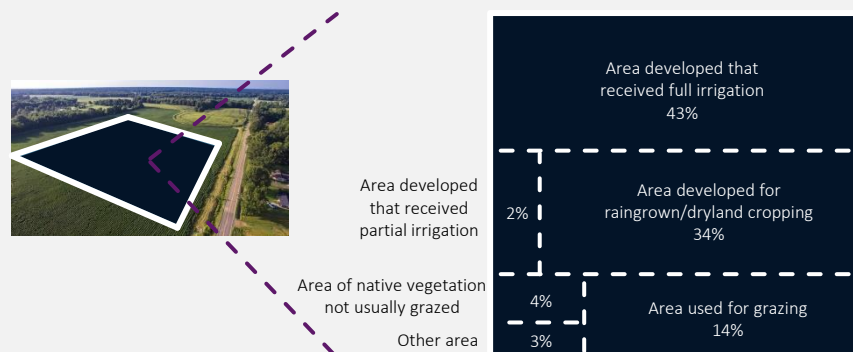 Area developed that
received full irrigation
43%
Area developed
that received
partial irrigation
2%
Area developed for
raingrown/dryland cropping
34%
Area of native vegetation
not usually grazed
4%
Area used for grazing
14%
Other area
3%